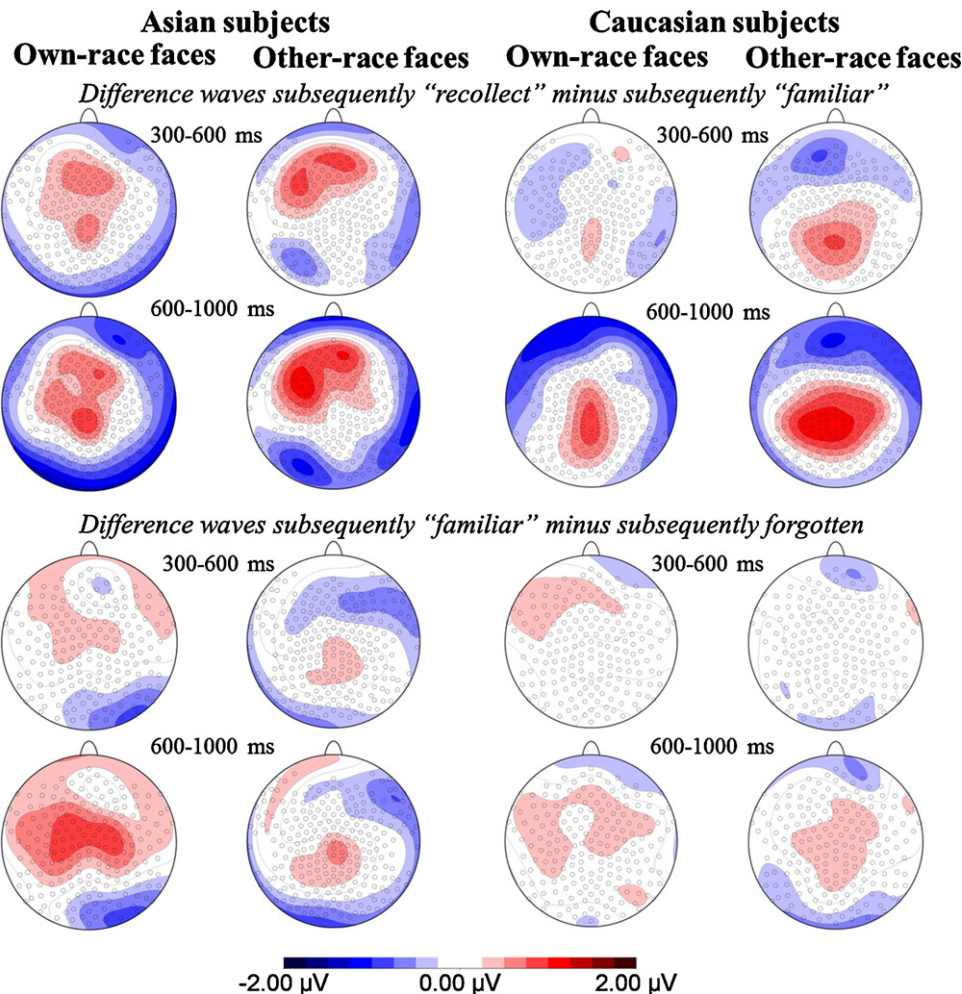 Asian subjects Caucasian subjects
Own-race faces Other-race faces Own-race faces Other-race faces
Difference waves subsequently “recollect” minus subsequently “familiar”
300-600 ms 300-600 ms
600-1000 ms 600-1000 ms
Difference waves subsequently “familiar” minus subsequently forgotten
300-600 ms 300-600 ms
600-1000 ms 600-1000 ms
-2.00 µV 0.00 µV 2.00 µV